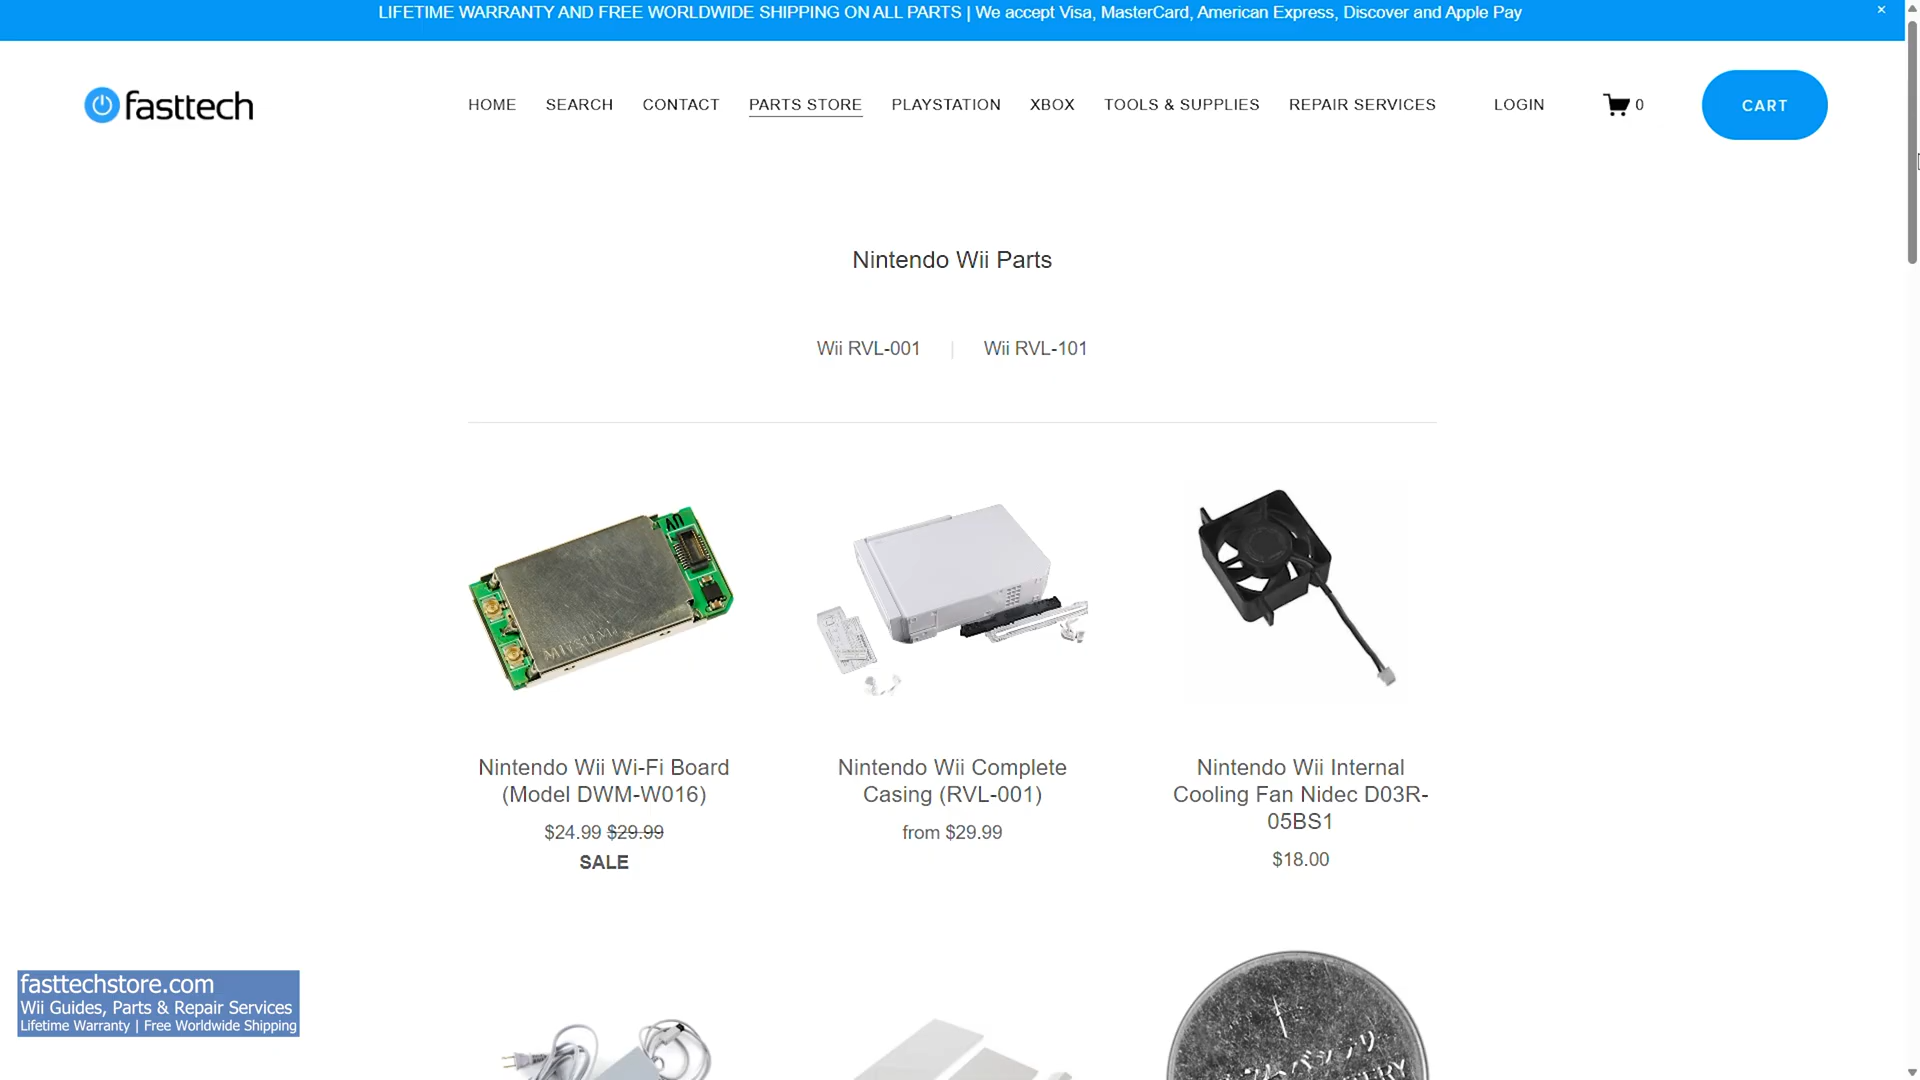 LIFETIME WARRANTY AND FREE WORLDWIDE SHIPPING ON ALL PARTS | We accept Visa, MasterCard, American Express, Discover and Apple Pay
×
fasttech
HOME SEARCH CONTACT PARTS STORE PLAYSTATION XBOX TOOLS & SUPPLIES REPAIR SERVICES LOGIN 0 CART
Nintendo Wii Parts
Wii RVL-001 | Wii RVL-101
MITSUMI
Nintendo Wii Wi-Fi Board
(Model DWM-W016)
$24.99 $29.99
SALE
Nintendo Wii Complete
Casing (RVL-001)
from $29.99
Nintendo Wii Internal
Cooling Fan Nidec D03R-
05BS1
$18.00
fasttechstore.com
Wii Guides, Parts & Repair Services
Lifetime Warranty | Free Worldwide Shipping